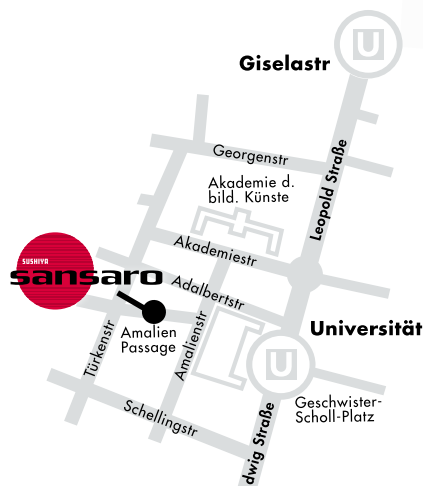 U
Giselastr
Georgenstr
Leopold Straße
Akademie d.
bild. Künste
Akademiestr
SUSHIYA
sansaro
Adalbertstr
Amalien
Passage
Türkenstr
Amalienstr
Universität
U
Geschwister-
Scholl-Platz
Schellingstr
dwig Straße